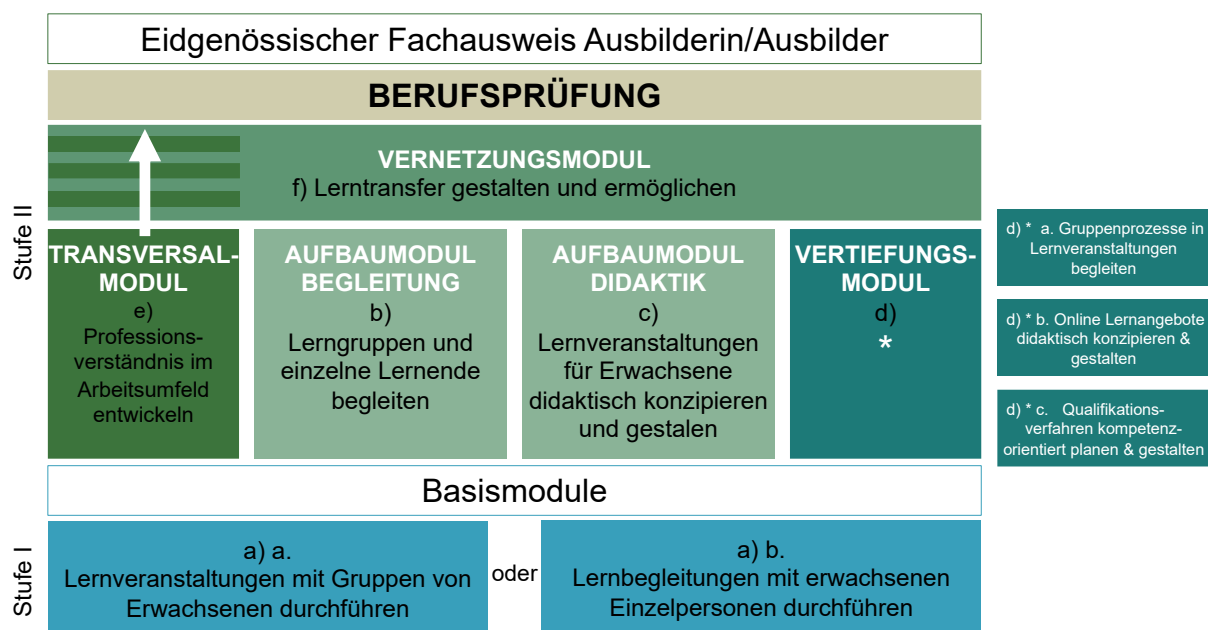 Eidgenössischer Fachausweis Ausbilderin/Ausbilder
BERUFSPRÜFUNG
VERNETZUNGSMODUL
f) Lerntransfer gestalten und ermöglichen
Stufe II
TRANSVERSAL-
MODUL
e)
Professions-
verständnis im
Arbeitsumfeld
entwickeln
AUFBAUMODUL
BEGLEITUNG
b)
Lerngruppen und
einzelne Lernende
begleiten
AUFBAUMODUL
DIDAKTIK
c)
Lernveranstaltungen
für Erwachsene
didaktisch konzipieren
und gestalen
VERTIEFUNGS-
MODUL
d)
*
d) * a. Gruppenprozesse in
Lernveranstaltungen
begleiten
d) * b. Online Lernangebote
didaktisch konzipieren &
gestalten
d) * c. Qualifikations-
verfahren kompetenz-
orientiert planen & gestalten
Basismodule
Stufe I
a) a.
Lernveranstaltungen mit Gruppen von
Erwachsenen durchführen
oder
a) b.
Lernbegleitungen mit erwachsenen
Einzelpersonen durchführen